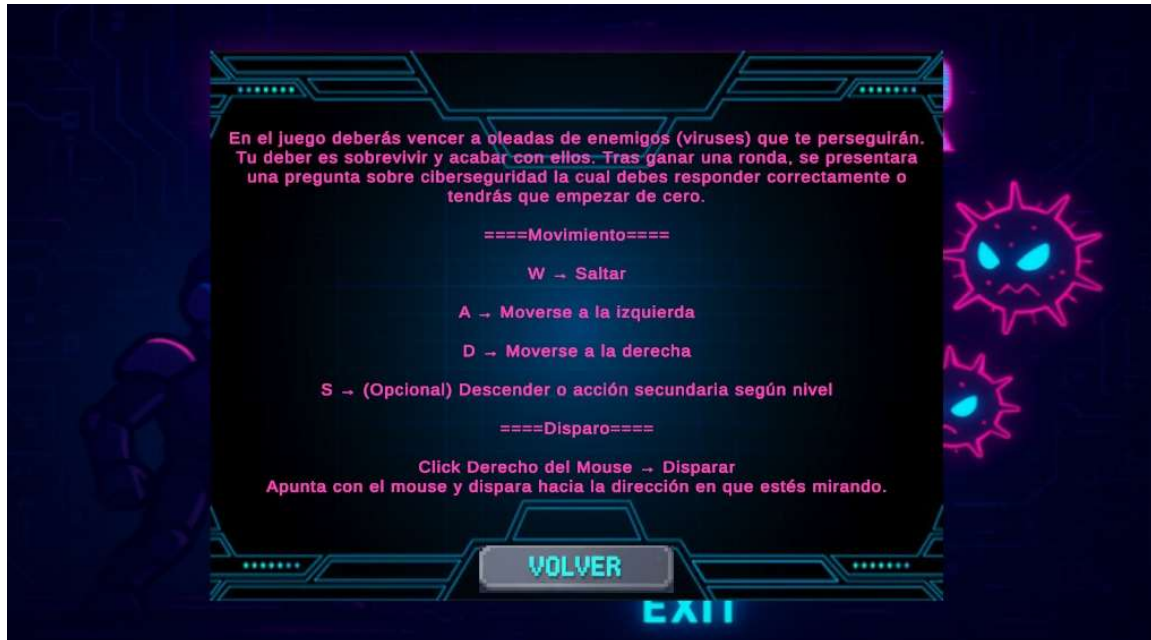 En el juego deberás vencer a oleadas de enemigos (viruses) que te perseguirán.
Tu deber es sobrevivir y acabar con ellos. Tras ganar una ronda, se presentara
una pregunta sobre ciberseguridad la cual debes responder correctamente o
tendrás que empezar de cero.
====Movimiento====
W → Saltar
A → Moverse a la izquierda
D → Moverse a la derecha
S → (Opcional) Descender o acción secundaria según nivel
====Disparo====
Click Derecho del Mouse → Disparar
Apunta con el mouse y dispara hacia la dirección en que estés mirando.
VOLVER
EXIT